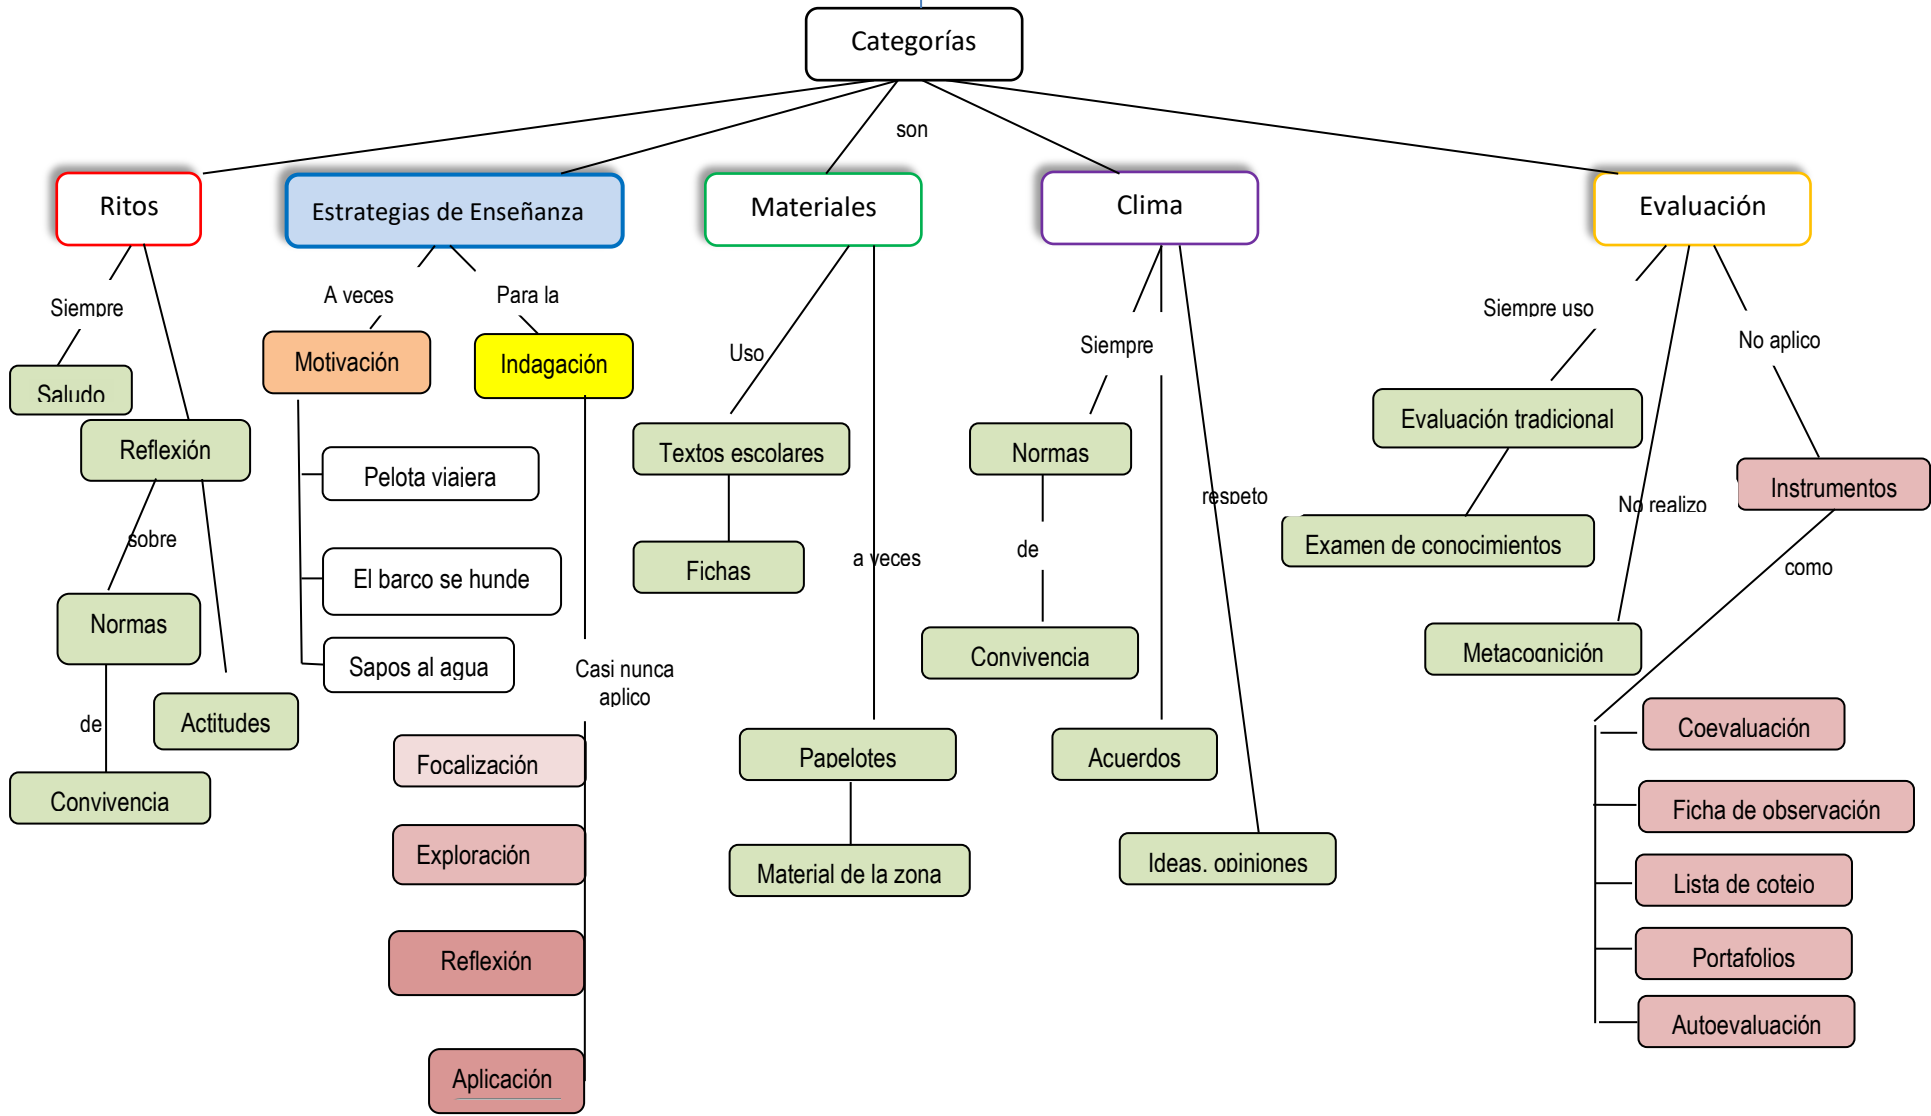 Categorías
son
Ritos
Estrategias de Enseñanza
Materiales
Clima
Evaluación
Siempre
A veces
Para la
Siempre uso
No aplico
Saludo
Motivación
Indagación
Uso
Siempre
Evaluación tradicional
Reflexión
Pelota viajera
Textos escolares
Normas
respeto
No realizo
Instrumentos
sobre
El barco se hunde
Fichas
a veces
de
Examen de conocimientos
como
Normas
Sapos al agua
Casi nunca
aplico
Convivencia
Metacognición
de
Actitudes
Focalización
Papelotes
Acuerdos
Coevaluación
Convivencia
Exploración
Material de la zona
Ideas, opiniones
Ficha de observación
Lista de cotejo
Reflexión
Portafolios
Autoevaluación
Aplicación